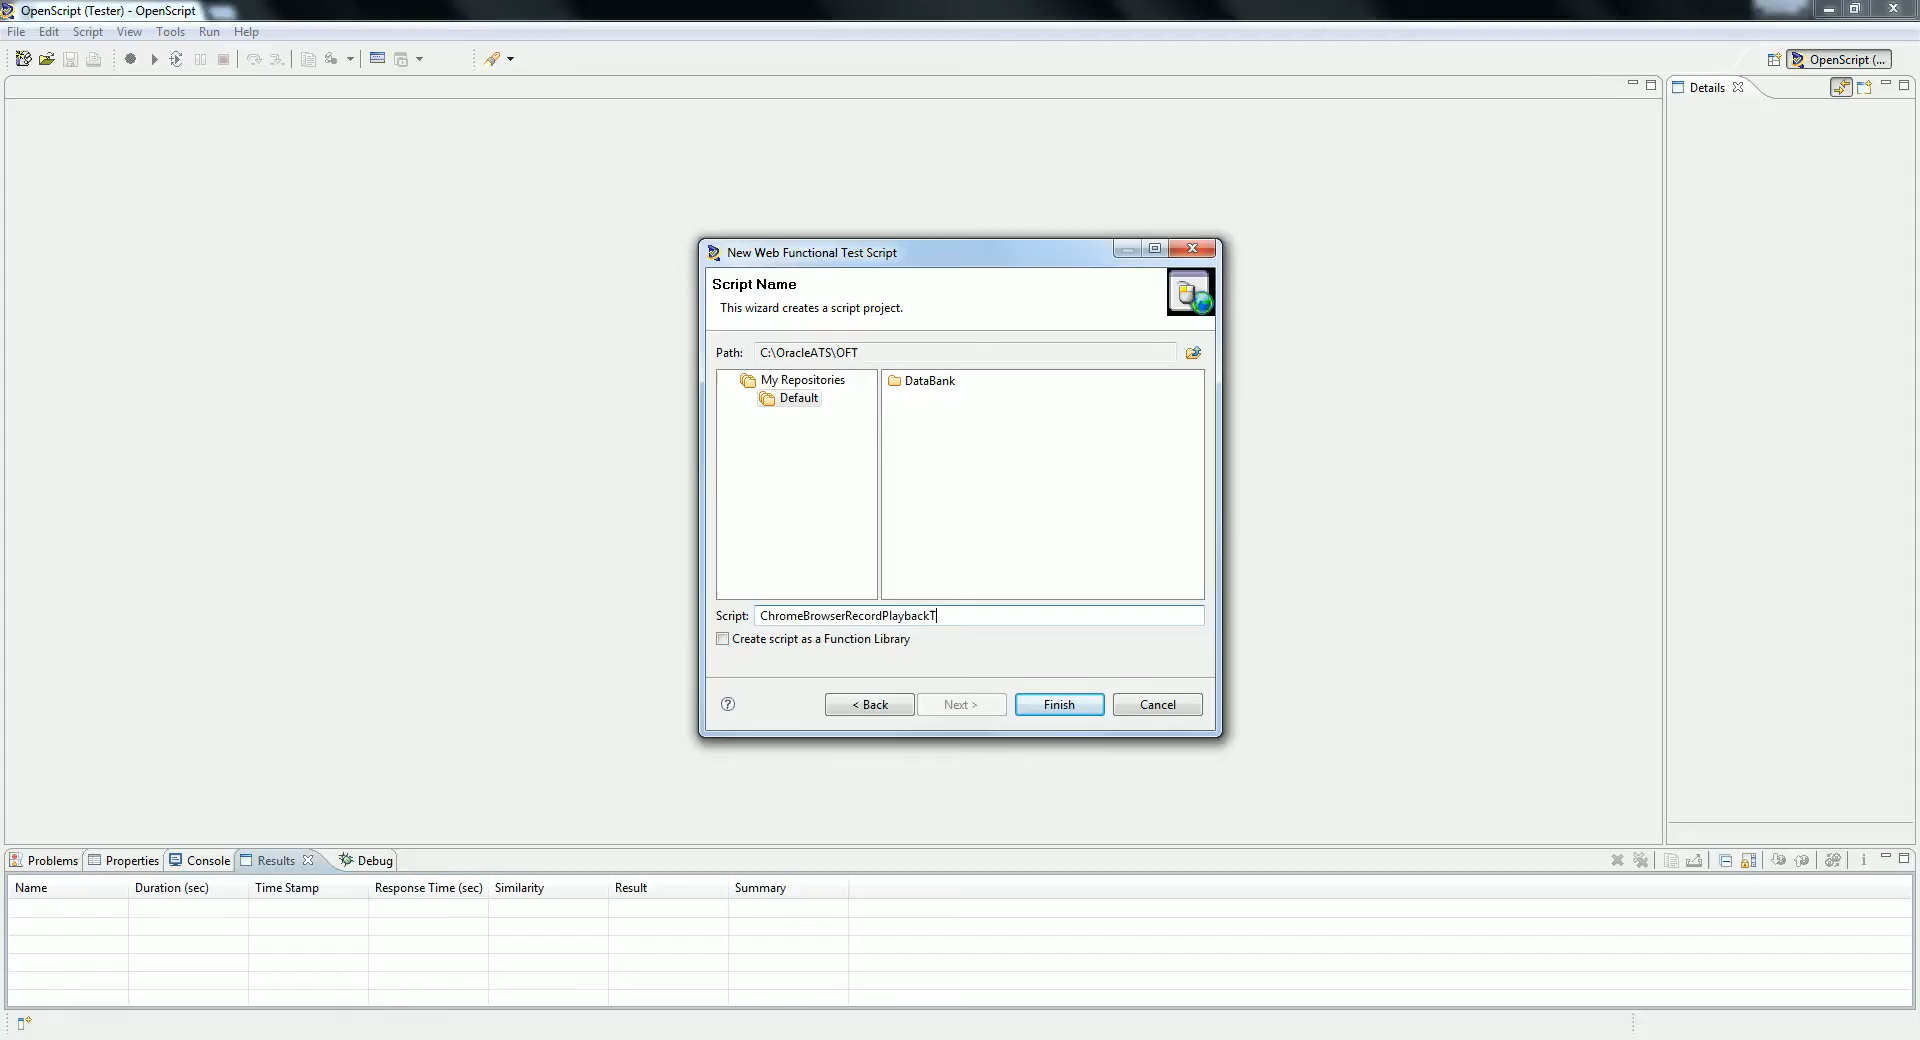 OpenScript (Tester) - OpenScript
File Edit Script View Tools Run Help
OpenScript (...
Details
New Web Functional Test Script
Script Name
This wizard creates a script project.
Path: C:\OracleATS\OFT
My Repositories
Default
DataBank
Script: ChromeBrowserRecordPlaybackT
Create script as a Function Library
< Back Next > Finish Cancel
Problems Properties Console Results Debug
Name Duration (sec) Time Stamp Response Time (sec) Similarity Result Summary